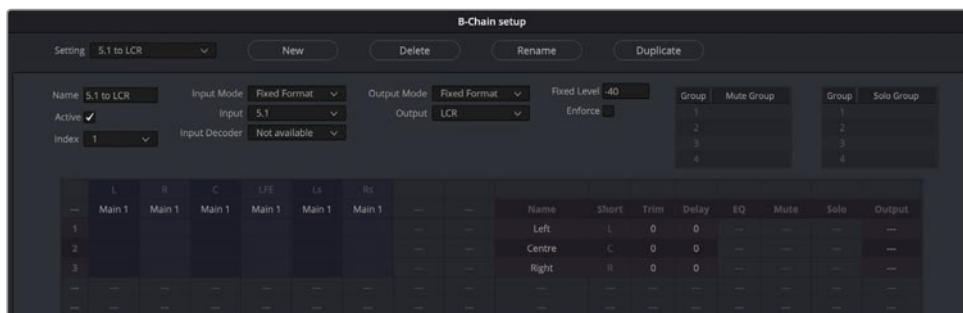 B-Chain setup
Setting 5.1 to LCR New Delete Rename Duplicate
Name 5.1 to LCR Input Mode Fixed Format Output Mode Fixed Format Fixed Level -40 Group Mute Group Group Solo Group
Active Input 5.1 Output LCR Enforce 1 1
Index 1 Input Decoder Not available 2 2
3 3
4 4
L R C LFE Ls Rs
--- Main 1 Main 1 Main 1 Main 1 Main 1 Main 1 --- --- Name Short Trim Delay EQ Mute Solo Output
1 --- --- Left L 0 0 --- --- --- ---
2 --- --- Centre C 0 0 --- --- --- ---
3 --- --- Right R 0 0 --- --- --- ---
--- --- --- --- --- --- --- --- --- --- --- --- --- --- --- --- ---
--- --- --- --- --- --- --- --- --- --- --- --- --- --- --- --- ---